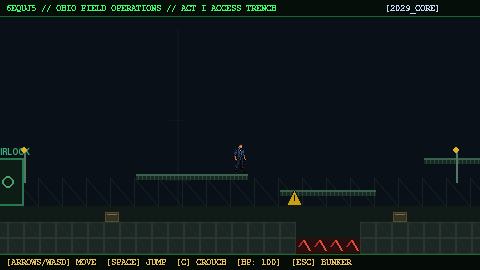 6EQUJ5 // OHIO FIELD OPERATIONS // ACT I ACCESS TRENCH [2029_CORE]
IRLOCK
[ARROWS/WASD] MOVE [SPACE] JUMP [C] CROUCH [HP: 100] [ESC] BUNKER